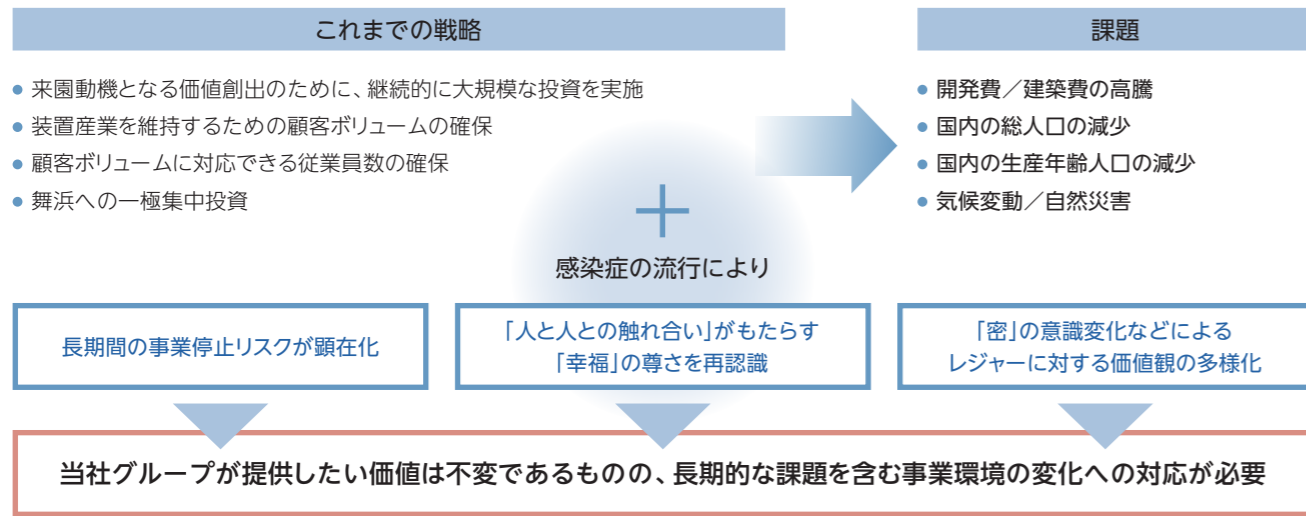 これまでの戦略
● 来園動機となる価値創出のために、継続的に大規模な投資を実施
● 装置産業を維持するための顧客ボリュームの確保
● 顧客ボリュームに対応できる従業員数の確保
● 舞浜への一極集中投資
課題
● 開発費／建築費の高騰
● 国内の総人口の減少
● 国内の生産年齢人口の減少
● 気候変動／自然災害
＋
感染症の流行により
長期間の事業停止リスクが顕在化
「人と人との触れ合い」がもたらす
「幸福」の尊さを再認識
「密」の意識変化などによる
レジャーに対する価値観の多様化
当社グループが提供したい価値は不変であるものの、長期的な課題を含む事業環境の変化への対応が必要